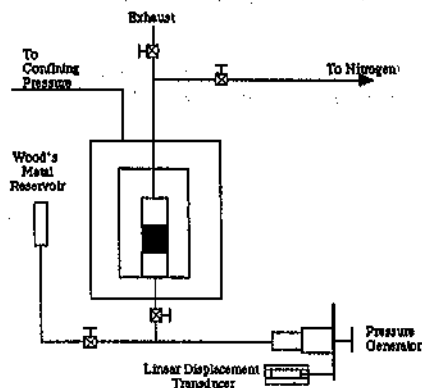 Exhaust
To
Confining
Pressure
To Nitrogen
Wood's
Metal
Reservoir
Pressure
Generator
Linear Displacement
Transducer